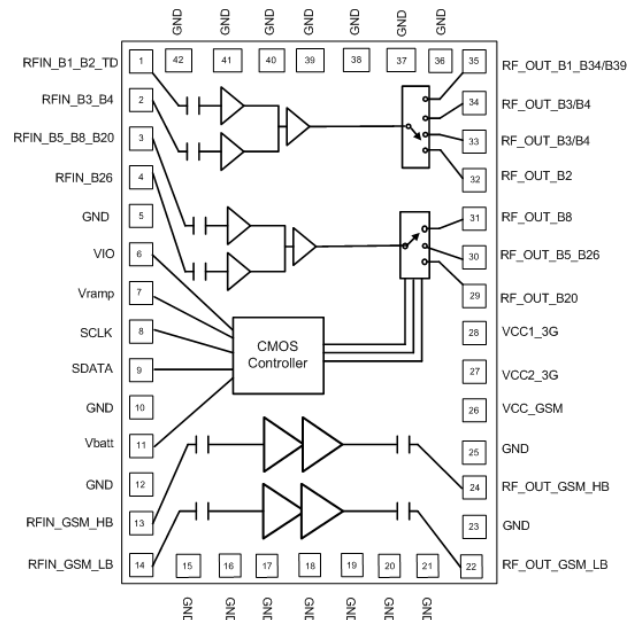 GND GND GND GND GND GND GND
42 41 40 39 38 37 36
RFIN_B1_B2_TD 1 35 RF_OUT_B1_B34/B39
RFIN_B3_B4 2 34 RF_OUT_B3/B4
RFIN_B5_B8_B20 3 33 RF_OUT_B3/B4
RFIN_B26 4 32 RF_OUT_B2
GND 5 31 RF_OUT_B8
VIO 6 30 RF_OUT_B5_B26
Vramp 7 29 RF_OUT_B20
SCLK 8 28 VCC1_3G
CMOS
Controller
SDATA 9 27 VCC2_3G
GND 10 26 VCC_GSM
Vbatt 11 25 GND
GND 12 24 RF_OUT_GSM_HB
RFIN_GSM_HB 13 23 GND
RFIN_GSM_LB 14 22 RF_OUT_GSM_LB
15 16 17 18 19 20 21
GND GND GND GND GND GND GND